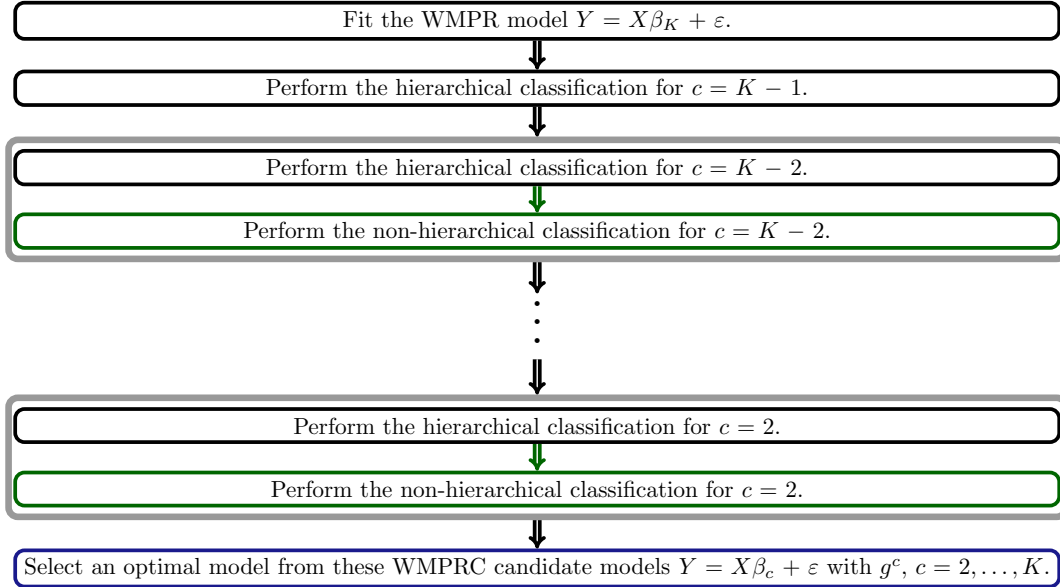 Fit the WMPR model Y = Xβ_K + ε.
Perform the hierarchical classification for c = K − 1.
Perform the hierarchical classification for c = K − 2.
Perform the non-hierarchical classification for c = K − 2.
Perform the hierarchical classification for c = 2.
Perform the non-hierarchical classification for c = 2.
Select an optimal model from these WMPRC candidate models Y = Xβ_c + ε with g^c, c = 2, . . . , K.